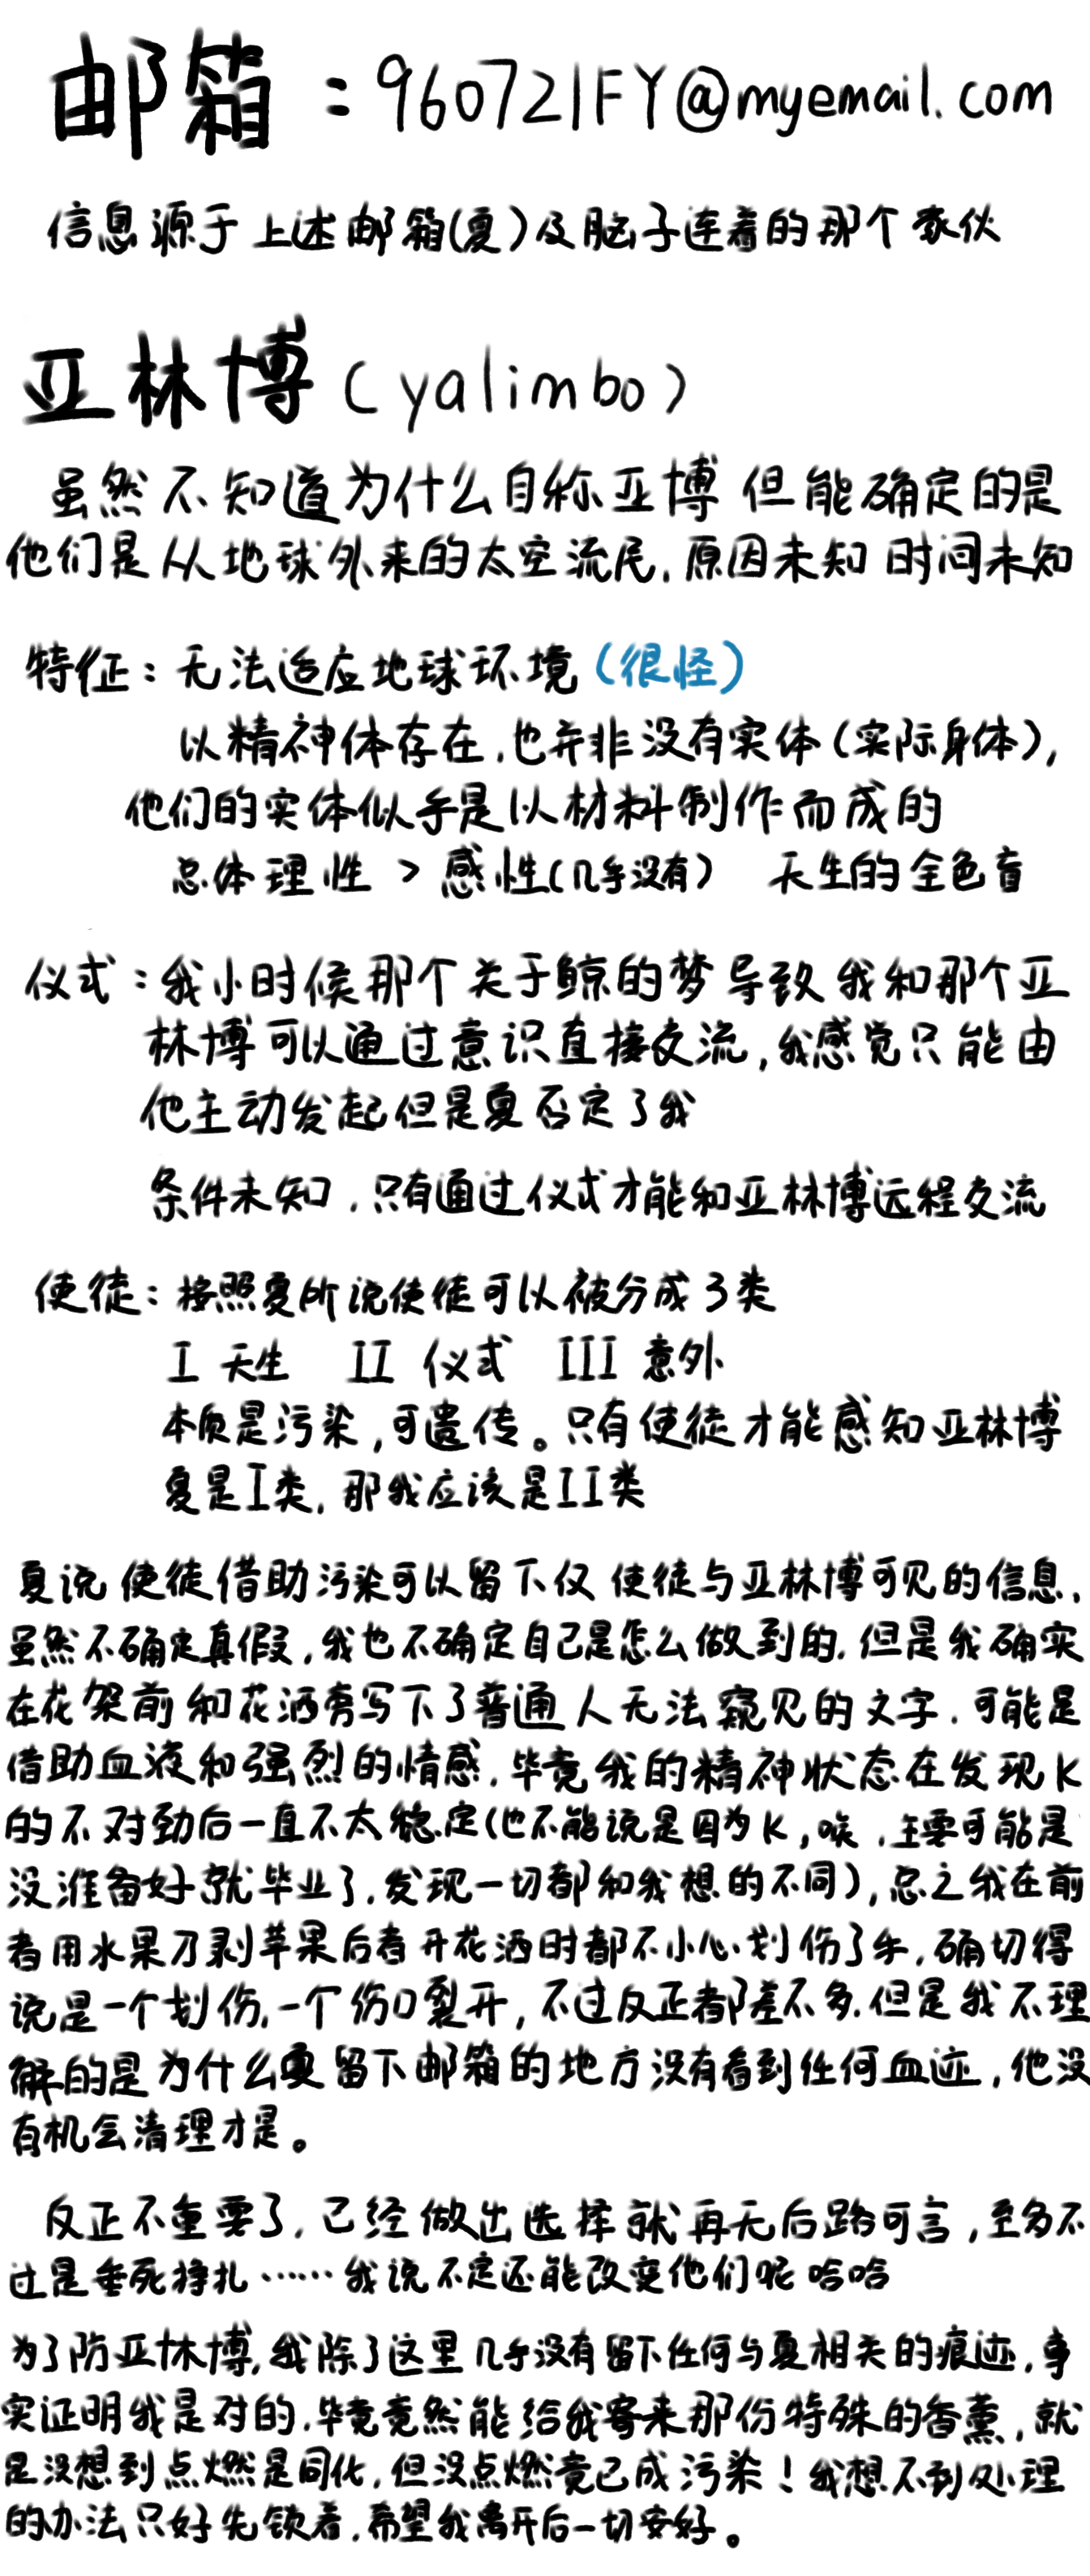 邮箱：960721FY@myemail.com
信息源于上述邮箱(夏)及脑子连着的那个家伙
亚林博(yalimbo)
虽然不知道为什么自称亚博 但能确定的是
他们是从地球外来的太空流民,原因未知 时间未知
特征：无法适应地球环境(很怪)
以精神体存在,也并非没有实体(实际身体),
他们的实体似乎是以材料制作而成的
总体理性 > 感性(几乎没有) 天生的全色盲
仪式：我小时候那个关于鲸的梦导致我和那个亚
林博可以通过意识直接交流,我感觉只能由
他主动发起但是夏否定了我
条件未知,只有通过仪式才能和亚林博远程交流
使徒：按照夏所说使徒可以被分成3类
I 天生 II 仪式 III 意外
本质是污染,可遗传。只有使徒才能感知亚林博
夏是I类,那我应该是II类
夏说使徒借助污染可以留下仅使徒与亚林博可见的信息,
虽然不确定真假,我也不确定自己是怎么做到的,但是我确实
在花架前和花洒旁写下了普通人无法窥见的文字,可能是
借助血液和强烈的情感,毕竟我的精神状态在发现K
的不对劲后一直不太稳定(也不能说是因为K,唉,主要可能是
没准备好就毕业了,发现一切都和我想的不同),总之我在前
者用水果刀剥苹果后者开花洒时都不小心划伤了手,确切得
说是一个划伤,一个伤口裂开,不过反正都差不多,但是我不理
解的是为什么夏留下邮箱的地方没有看到任何血迹,他没
有机会清理才是。
反正不重要了,已经做出选择就再无后路可言,至多不
过是垂死挣扎……我说不定还能改变他们呢哈哈
为了防亚林博,我除了这里几乎没有留下任何与夏相关的痕迹,事
实证明我是对的,毕竟竟然能给我寄来那份特殊的香薰,就
是没想到点燃是同化,但没点燃竟已成污染！我想不到处理
的办法只好先锁着,希望我离开后一切安好。